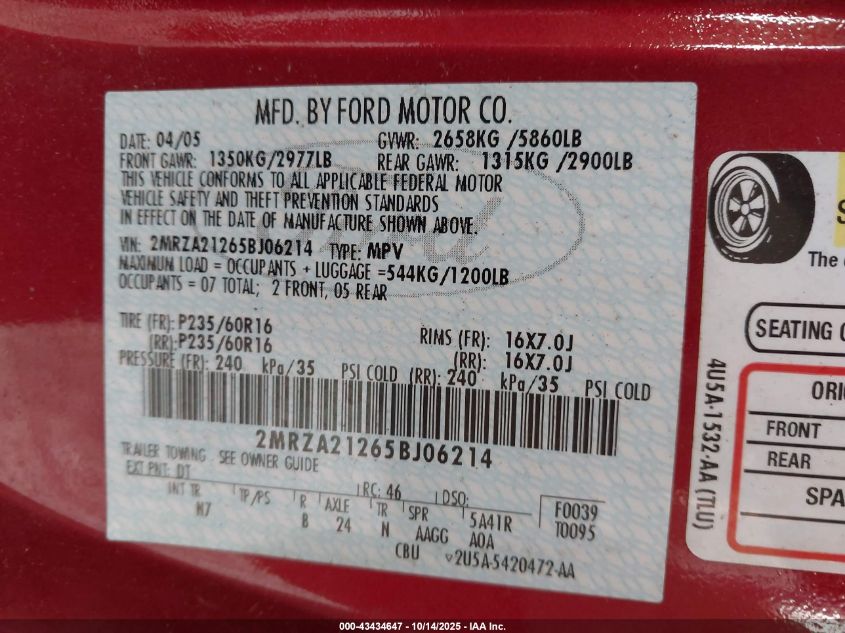 MFD. BY FORD MOTOR CO.
DATE: 04/05 GVWR: 2658KG /5860LB
FRONT GAWR: 1350KG/2977LB REAR GAWR: 1315KG /2900LB
THIS VEHICLE CONFORMS TO ALL APPLICABLE FEDERAL MOTOR
VEHICLE SAFETY AND THEFT PREVENTION STANDARDS
IN EFFECT ON THE DATE OF MANUFACTURE SHOWN ABOVE.
VIN: 2MRZA21265BJ06214 TYPE: MPV
MAXIMUM LOAD = OCCUPANTS + LUGGAGE =544KG/1200LB
OCCUPANTS = 07 TOTAL; 2 FRONT, 05 REAR
TIRE (FR): P235/60R16 RIMS (FR): 16X7.0J
(RR): P235/60R16 (RR): 16X7.0J
PRESSURE (FR): 240 kPa/35 PSI COLD (RR): 240 kPa/35 PSI COLD
2MRZA21265BJ06214
TRAILER TOWING: SEE OWNER GUIDE
EXT PNT: DT RC: 46 DSO:
INT TR TP/PS R AXLE TR SPR 5A41R F0039
N7 B 24 N AAGG AOA T0095
CBU ▽2U5A-5420472-AA
Ford
The
SEATING
4U5A-1532-AA (TLU)
FRONT
REAR
000-43434647 - 10/14/2025 - IAA Inc.